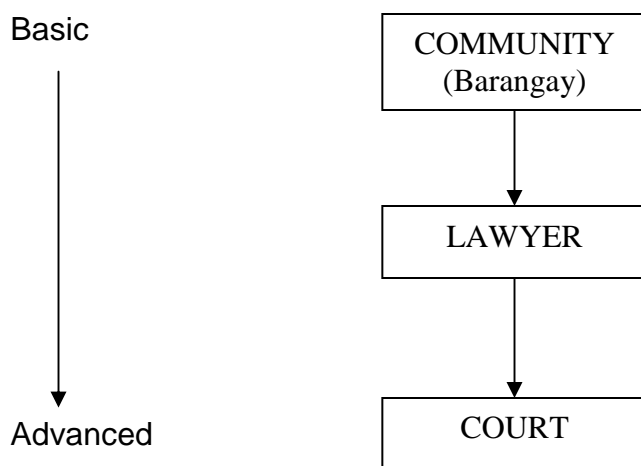 Basic
COMMUNITY
(Barangay)
LAWYER
Advanced
COURT